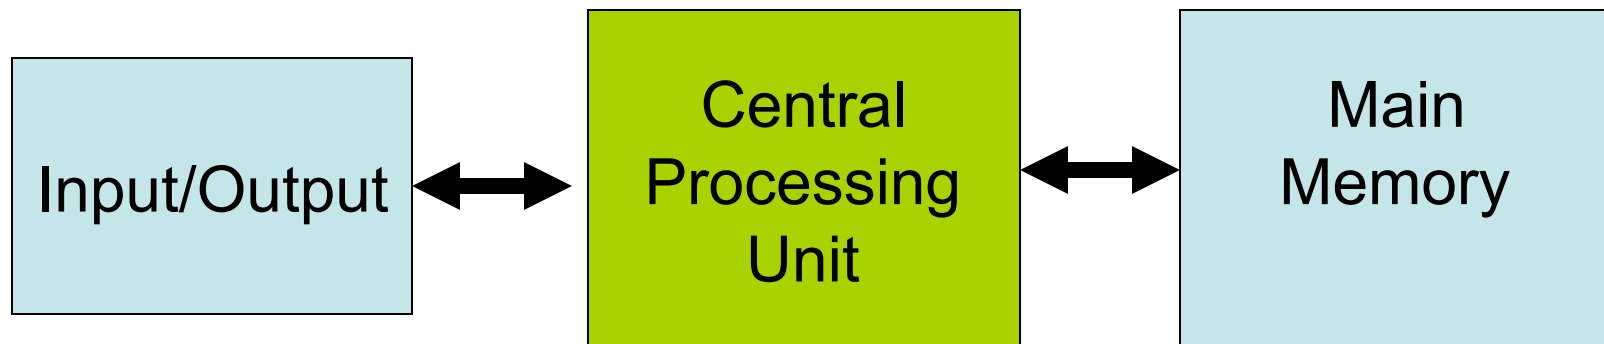 Input/Output
Central
Processing
Unit
Main
Memory